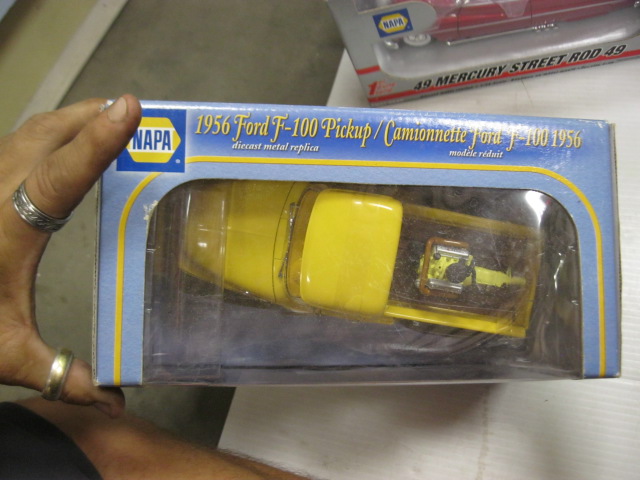 NAPA
49 MERCURY STREET ROD 49
NAPA
1956 Ford F-100 Pickup / Camionnette Ford F-100 1956
diecast metal replica
modèle réduit